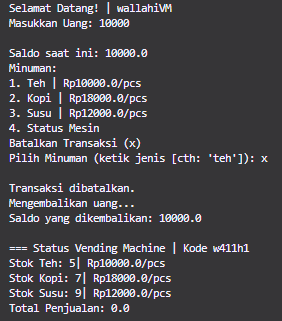 Selamat Datang! | wallahiVM
Masukkan Uang: 10000

Saldo saat ini: 10000.0
Minuman:
1. Teh | Rp10000.0/pcs
2. Kopi | Rp18000.0/pcs
3. Susu | Rp12000.0/pcs
4. Status Mesin
Batalkan Transaksi (x)
Pilih Minuman (ketik jenis [cth: 'teh']): x

Transaksi dibatalkan.
Mengembalikan uang...
Saldo yang dikembalikan: 10000.0

=== Status Vending Machine | Kode w411h1
Stok Teh: 5| Rp10000.0/pcs
Stok Kopi: 7| Rp18000.0/pcs
Stok Susu: 9| Rp12000.0/pcs
Total Penjualan: 0.0